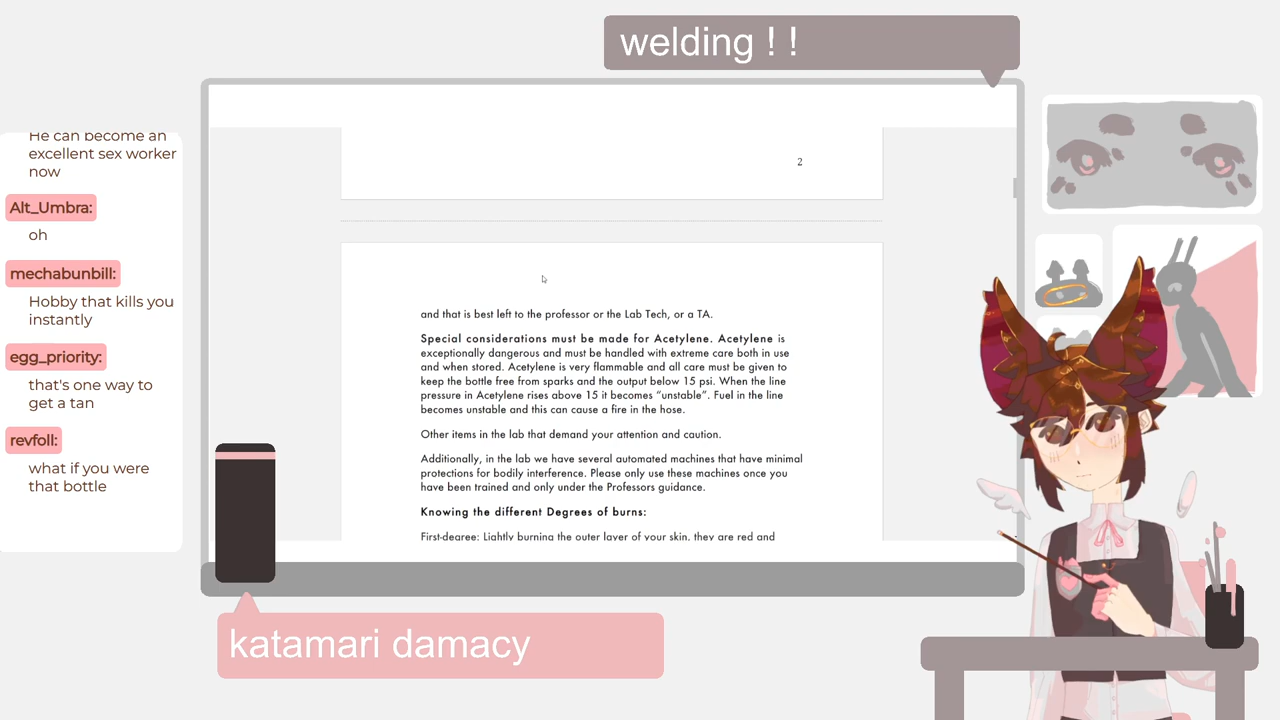 welding ! !
He can become an
excellent sex worker
now
Alt_Umbra:
oh
mechabunbill:
Hobby that kills you
instantly
egg_priority:
that's one way to
get a tan
revfoll:
what if you were
that bottle
2
and that is best left to the professor or the Lab Tech, or a TA.
Special considerations must be made for Acetylene. Acetylene is
exceptionally dangerous and must be handled with extreme care both in use
and when stored. Acetylene is very flammable and all care must be given to
keep the bottle free from sparks and the output below 15 psi. When the line
pressure in Acetylene rises above 15 it becomes “unstable”. Fuel in the line
becomes unstable and this can cause a fire in the hose.
Other items in the lab that demand your attention and caution.
Additionally, in the lab we have several automated machines that have minimal
protections for bodily interference. Please only use these machines once you
have been trained and only under the Professors guidance.
Knowing the different Degrees of burns:
First-degree: Lightly burning the outer layer of your skin, they are red and
katamari damacy